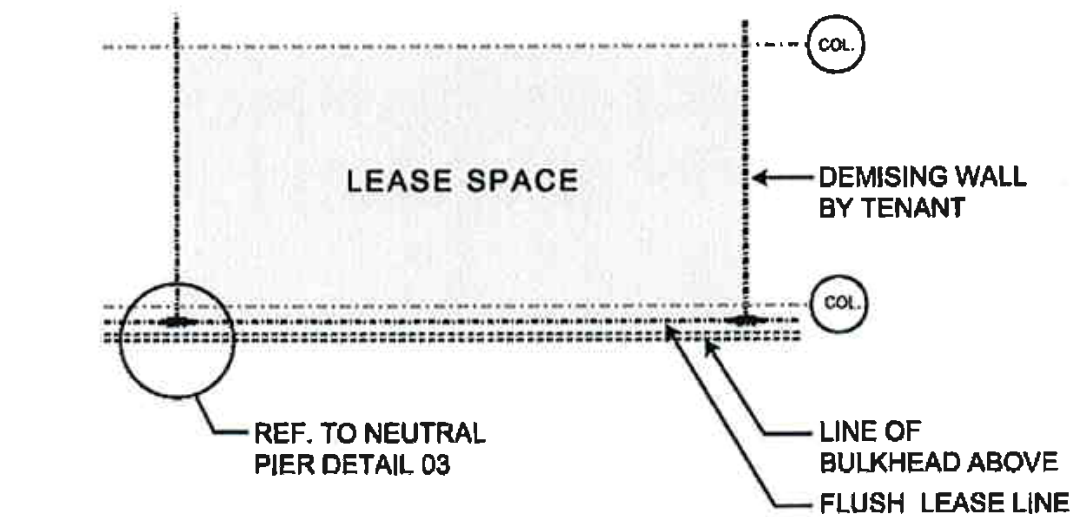 COL.
LEASE SPACE
DEMISING WALL
BY TENANT
COL.
REF. TO NEUTRAL
PIER DETAIL 03
LINE OF
BULKHEAD ABOVE
FLUSH LEASE LINE